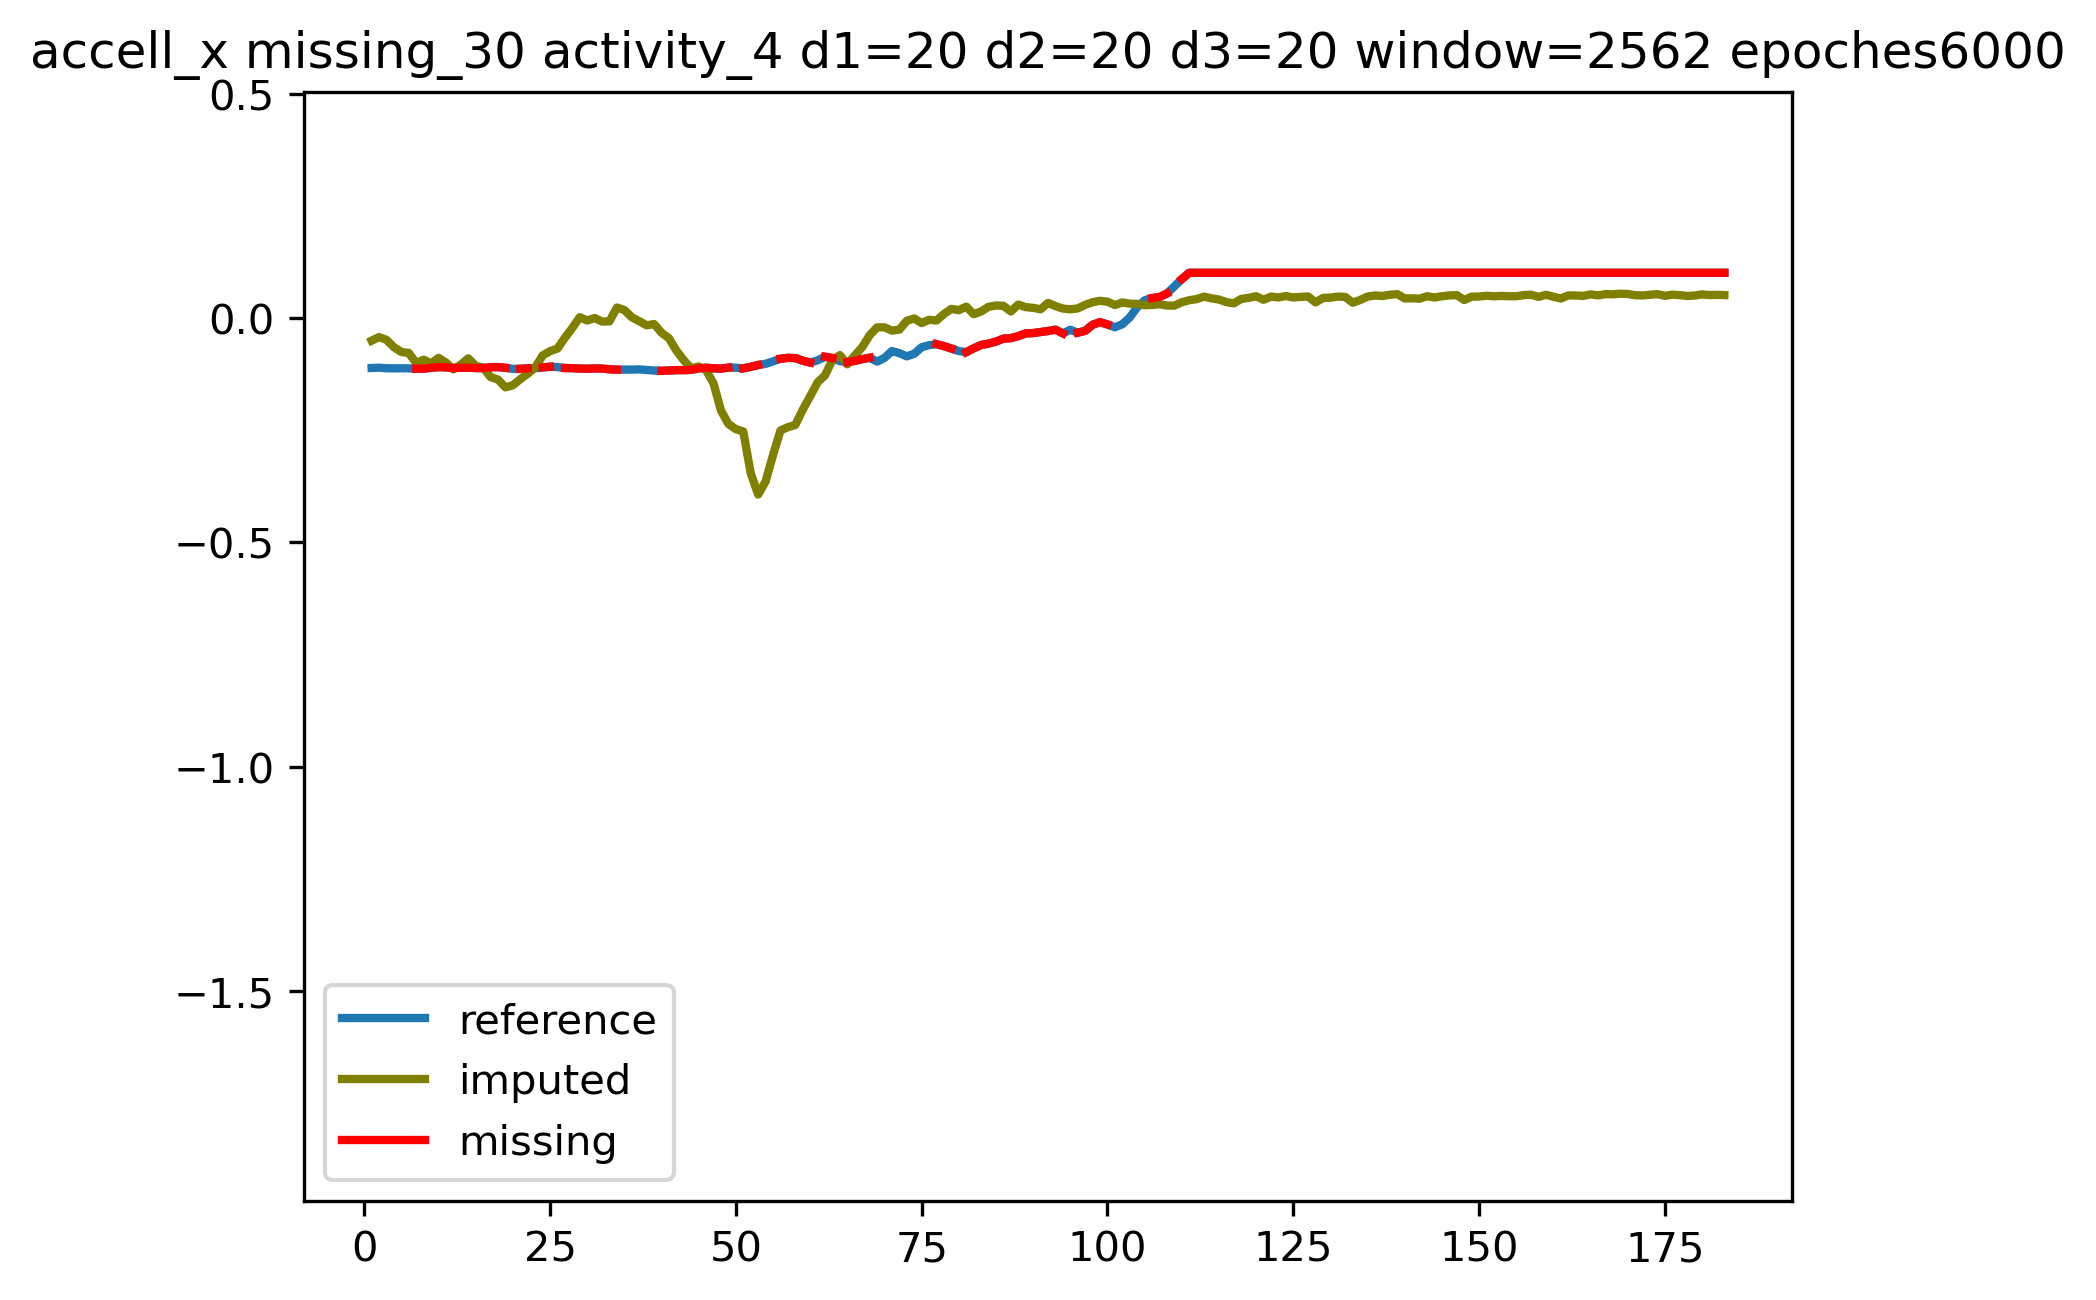 accell_x missing_30 activity_4 d1=20 d2=20 d3=20 window=2562 epoches6000
0.5
0.0
−0.5
−1.0
−1.5
reference
imputed
missing
0 25 50 75 100 125 150 175